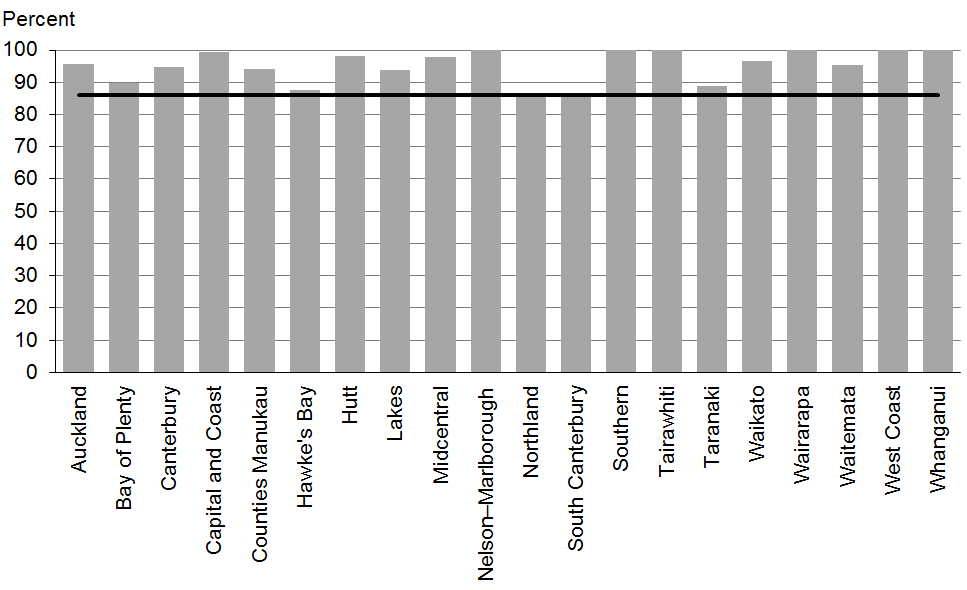 Percent
100
90
80
70
60
50
40
30
20
10
0
Auckland
Bay of Plenty
Canterbury
Capital and Coast
Counties Manukau
Hawke's Bay
Hutt
Lakes
Midcentral
Nelson–Marlborough
Northland
South Canterbury
Southern
Tairawhiti
Taranaki
Waikato
Wairarapa
Waitemata
West Coast
Whanganui